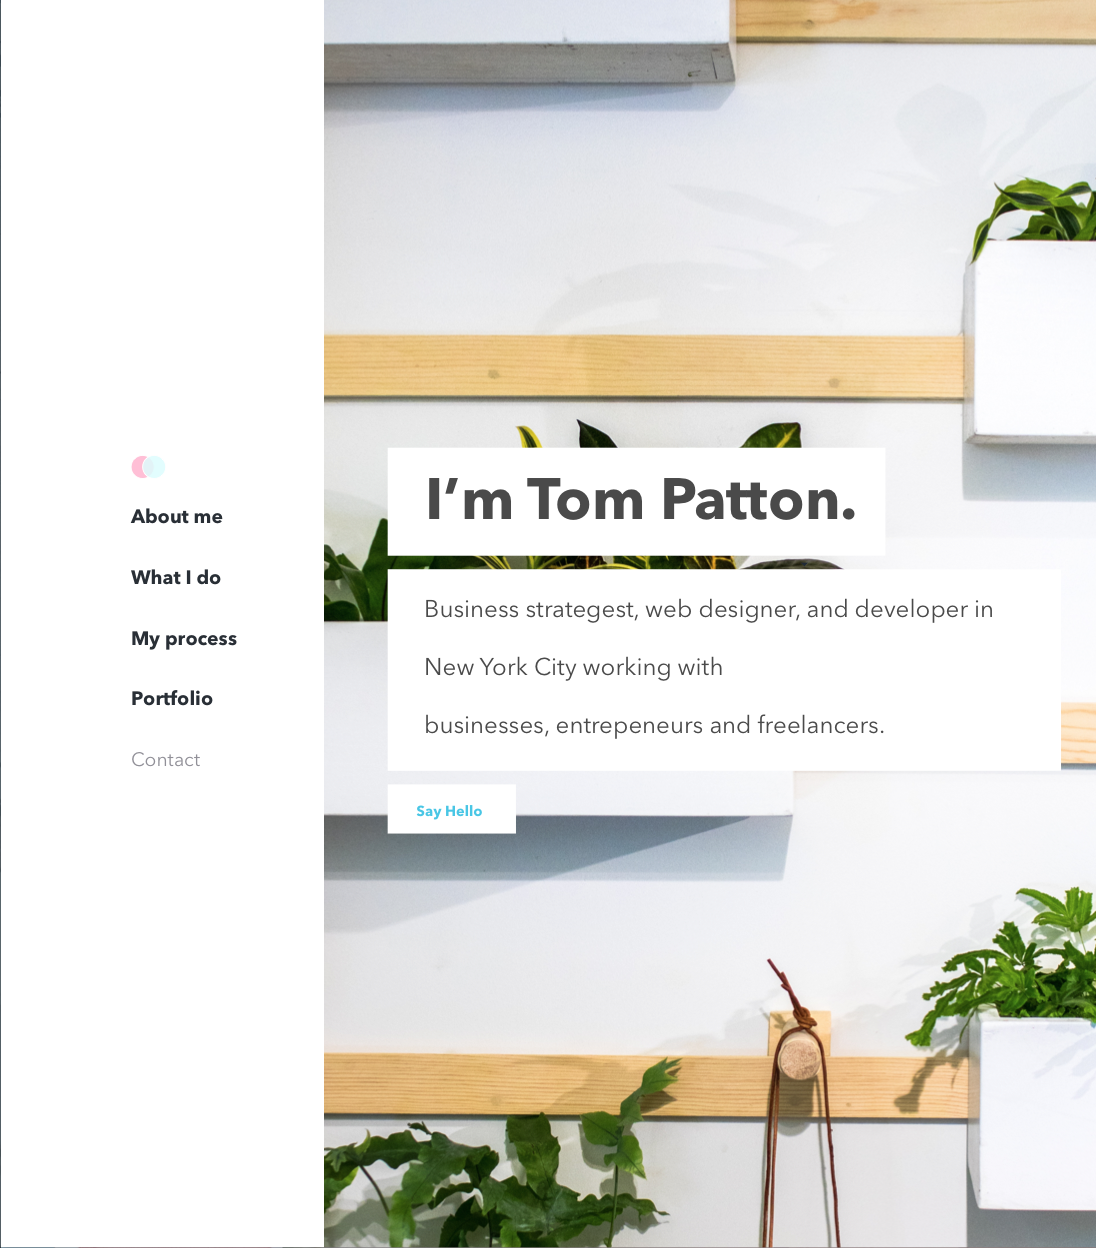 About me
What I do
My process
Portfolio
Contact
I’m Tom Patton.
Business strategest, web designer, and developer in
New York City working with
businesses, entrepeneurs and freelancers.
Say Hello